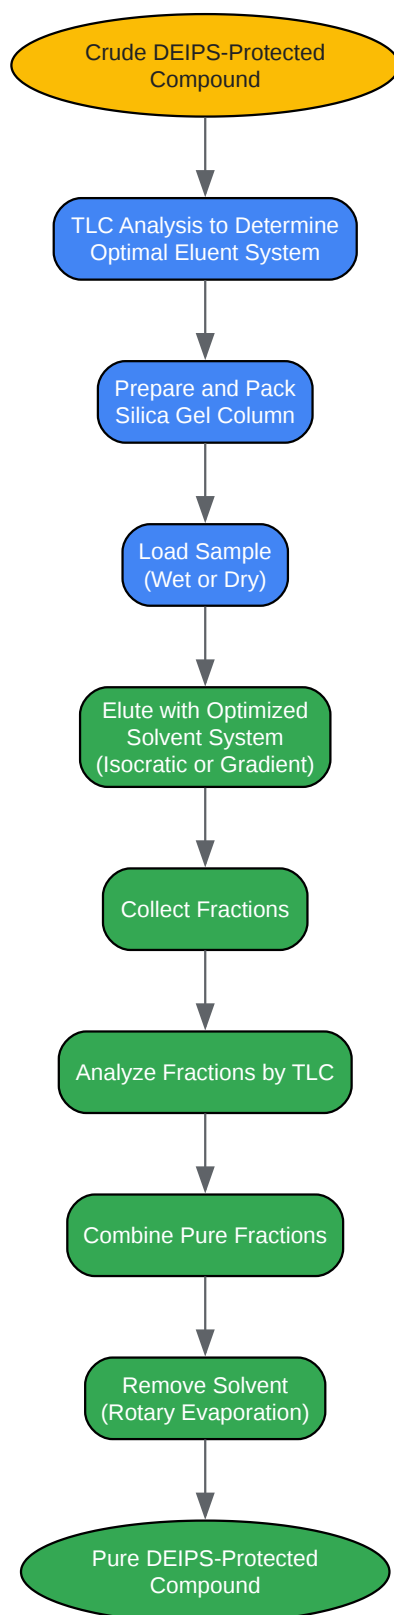 Crude DEIPS-Protected
Compound
TLC Analysis to Determine
Optimal Eluent System
Prepare and Pack
Silica Gel Column
Load Sample
(Wet or Dry)
Elute with Optimized
Solvent System
(Isocratic or Gradient)
Collect Fractions
Analyze Fractions by TLC
Combine Pure Fractions
Remove Solvent
(Rotary Evaporation)
Pure DEIPS-Protected
Compound